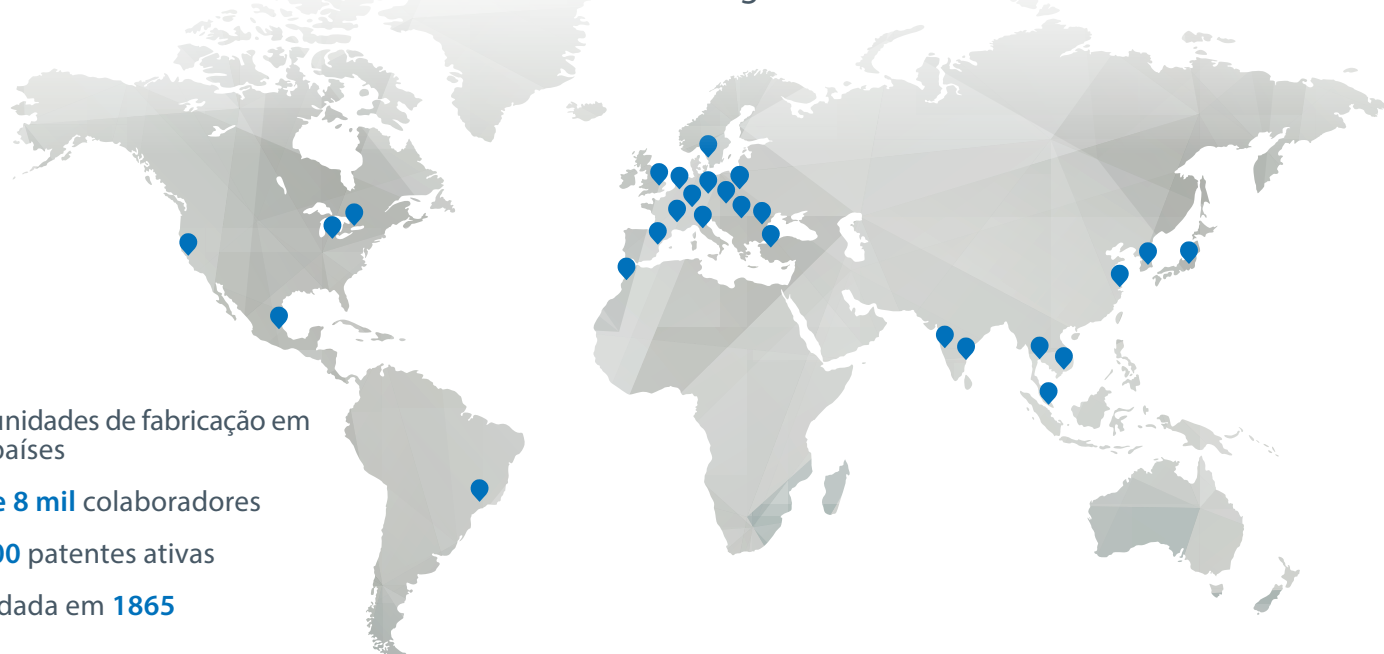 unidades de fabricação em
países
e 8 mil colaboradores
00 patentes ativas
dada em 1865